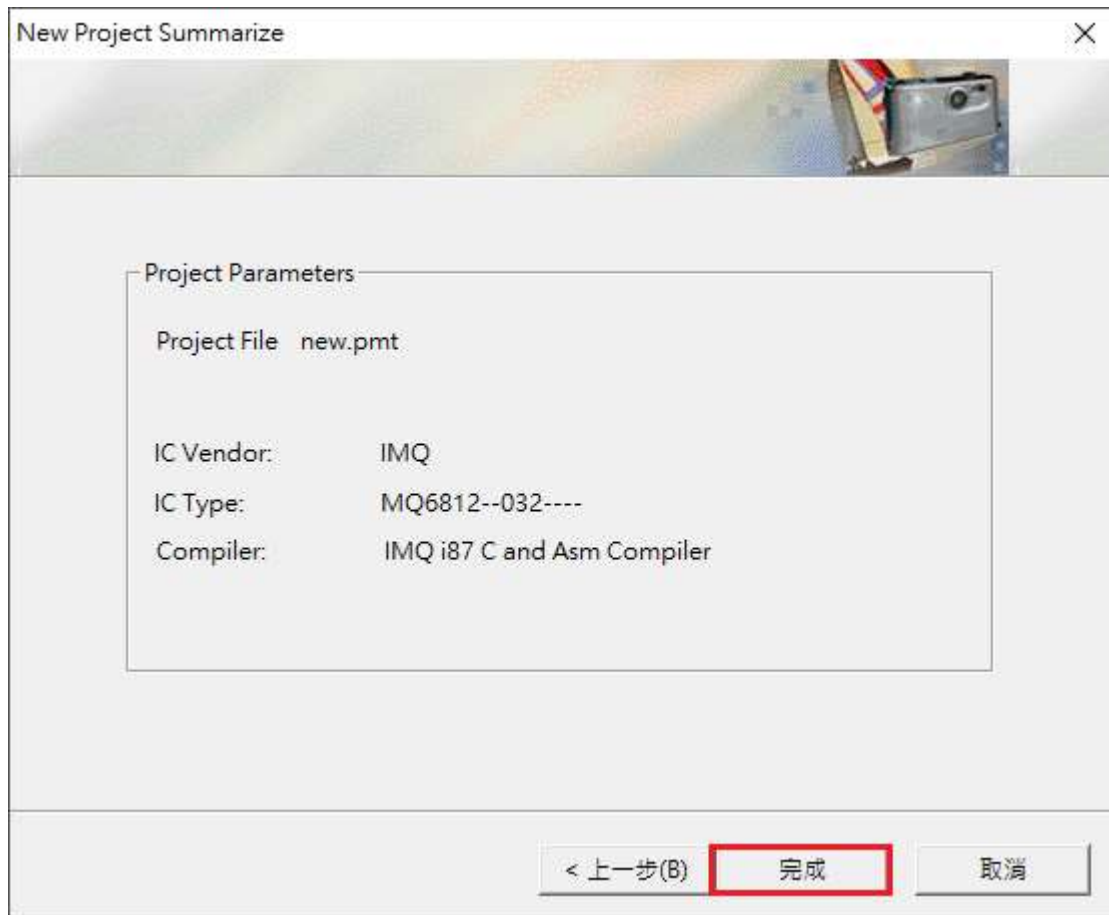 New Project Summarize
Project Parameters
Project File new.pmt
IC Vendor: IMQ
IC Type: MQ6812--032----
Compiler: IMQ i87 C and Asm Compiler
< 上一步(B) 完成 取消